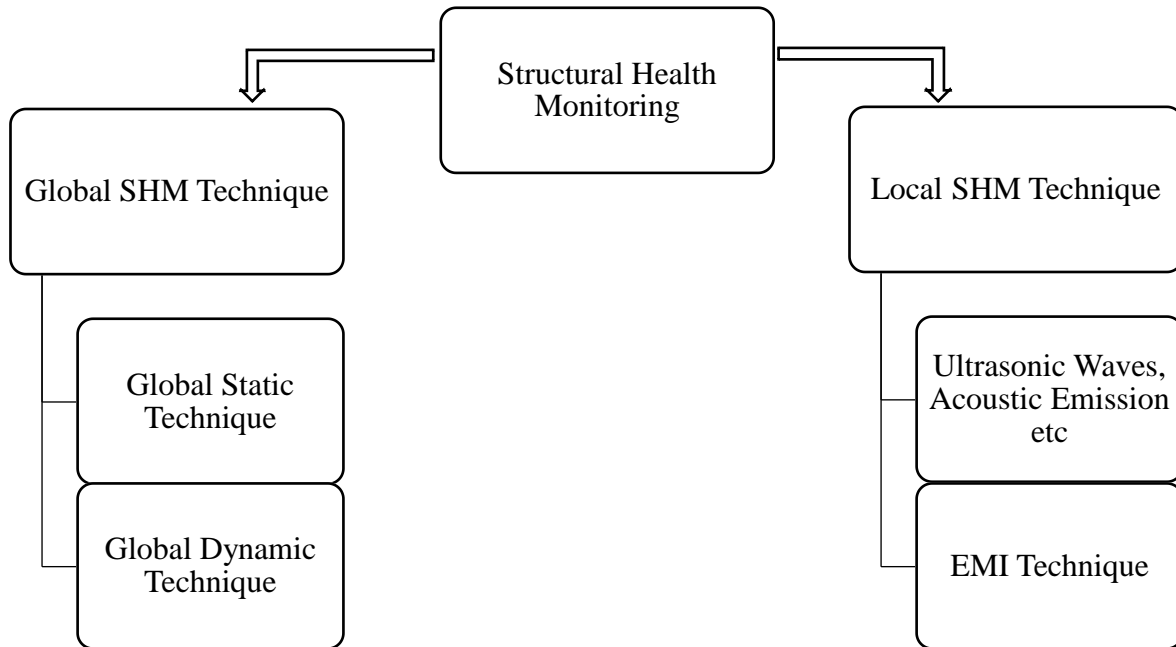 Structural Health
Monitoring
Global SHM Technique
Global Static
Technique
Global Dynamic
Technique
Local SHM Technique
Ultrasonic Waves,
Acoustic Emission
etc
EMI Technique